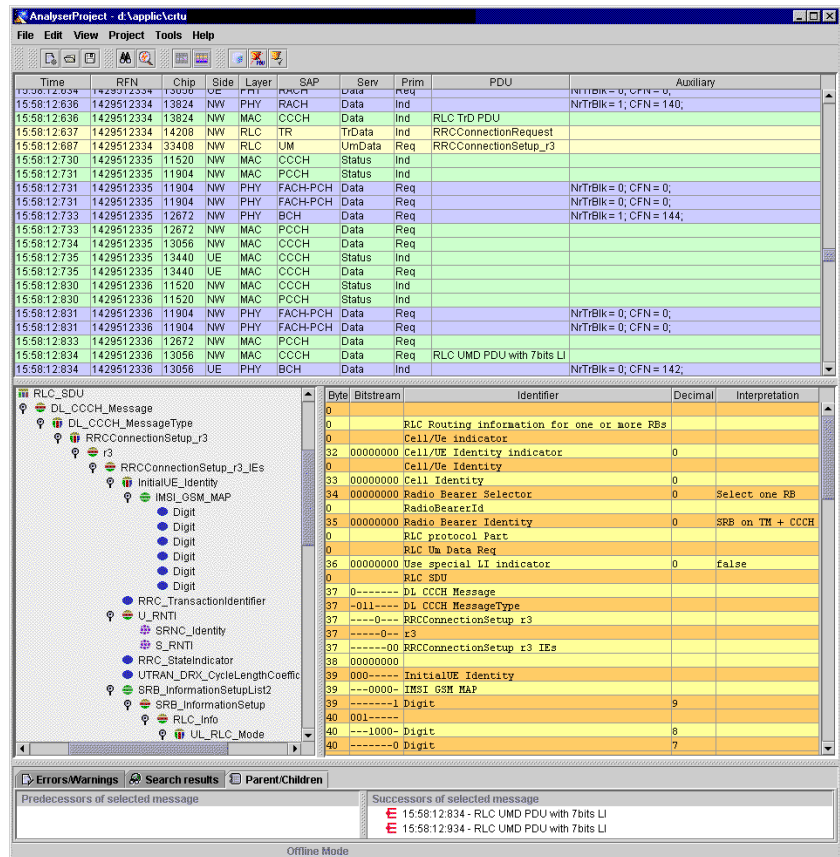 AnalyserProject - d:\applic\crtu
File Edit View Project Tools Help
Time RFN Chip Side Layer SAP Serv Prim PDU Auxiliary
15:58:12:634 1429512334 13056 UE PHY RACH Data Req NrTrBlk = 0; CFN = 0;
15:58:12:636 1429512334 13824 NW PHY RACH Data Ind NrTrBlk = 1; CFN = 140;
15:58:12:636 1429512334 13824 NW MAC CCCH Data Ind RLC TrD PDU
15:58:12:637 1429512334 14208 NW RLC TR TrData Ind RRCConnectionRequest
15:58:12:687 1429512334 33408 NW RLC UM UmData Req RRCConnectionSetup_r3
15:58:12:730 1429512335 11520 NW MAC CCCH Status Ind
15:58:12:731 1429512335 11904 NW MAC PCCH Status Ind
15:58:12:731 1429512335 11904 NW PHY FACH-PCH Data Req NrTrBlk = 0; CFN = 0;
15:58:12:731 1429512335 11904 NW PHY FACH-PCH Data Req NrTrBlk = 0; CFN = 0;
15:58:12:733 1429512335 12672 NW PHY BCH Data Req NrTrBlk = 1; CFN = 144;
15:58:12:733 1429512335 12672 NW MAC PCCH Data Req
15:58:12:734 1429512335 13056 NW MAC CCCH Data Req
15:58:12:735 1429512335 13440 UE MAC CCCH Status Ind
15:58:12:735 1429512335 13440 UE MAC CCCH Data Req
15:58:12:830 1429512336 11520 NW MAC CCCH Status Ind
15:58:12:830 1429512336 11520 NW MAC PCCH Status Ind
15:58:12:831 1429512336 11904 NW PHY FACH-PCH Data Req NrTrBlk = 0; CFN = 0;
15:58:12:831 1429512336 11904 NW PHY FACH-PCH Data Req NrTrBlk = 0; CFN = 0;
15:58:12:833 1429512336 12672 NW MAC PCCH Data Req
15:58:12:834 1429512336 13056 NW MAC CCCH Data Req RLC UMD PDU with 7bits LI
15:58:12:834 1429512336 13056 UE PHY BCH Data Ind NrTrBlk = 0; CFN = 142;
RLC_SDU
DL_CCCH_Message
DL_CCCH_MessageType
RRCConnectionSetup_r3
r3
RRCConnectionSetup_r3_IEs
InitialUE_Identity
IMSI_GSM_MAP
Digit
Digit
Digit
Digit
Digit
Digit
RRC_TransactionIdentifier
U_RNTI
SRNC_Identity
S_RNTI
RRC_StateIndicator
UTRAN_DRX_CycleLengthCoeffic
SRB_InformationSetupList2
SRB_InformationSetup
RLC_Info
UL_RLC_Mode
Byte Bitstream Identifier Decimal Interpretation
0
0 RLC Routing information for one or more RBs
0 Cell/Ue indicator
32 00000000 Cell/UE Identity indicator 0
0 Cell/Ue Identity
33 00000000 Cell Identity 0
34 00000000 Radio Bearer Selector 0 Select one RB
0 RadioBearerId
35 00000000 Radio Bearer Identity 0 SRB on TM + CCCH
0 RLC protocol Part
0 RLC Um Data Req
36 00000000 Use special LI indicator 0 false
0 RLC SDU
37 0------- DL CCCH Message
37 -011---- DL CCCH MessageType
37 ----0--- RRCConnectionSetup r3
37 -----0-- r3
37 ------00 RRCConnectionSetup r3 IEs
38 00000000
39 000----- InitialUE Identity
39 ---0000- IMSI GSM MAP
39 -------1 Digit 9
40 001-----
40 ---1000- Digit 8
40 -------0 Digit 7
Errors/Warnings Search results Parent/Children
Predecessors of selected message
Successors of selected message
15:58:12:834 - RLC UMD PDU with 7bits LI
15:58:12:934 - RLC UMD PDU with 7bits LI
Offline Mode